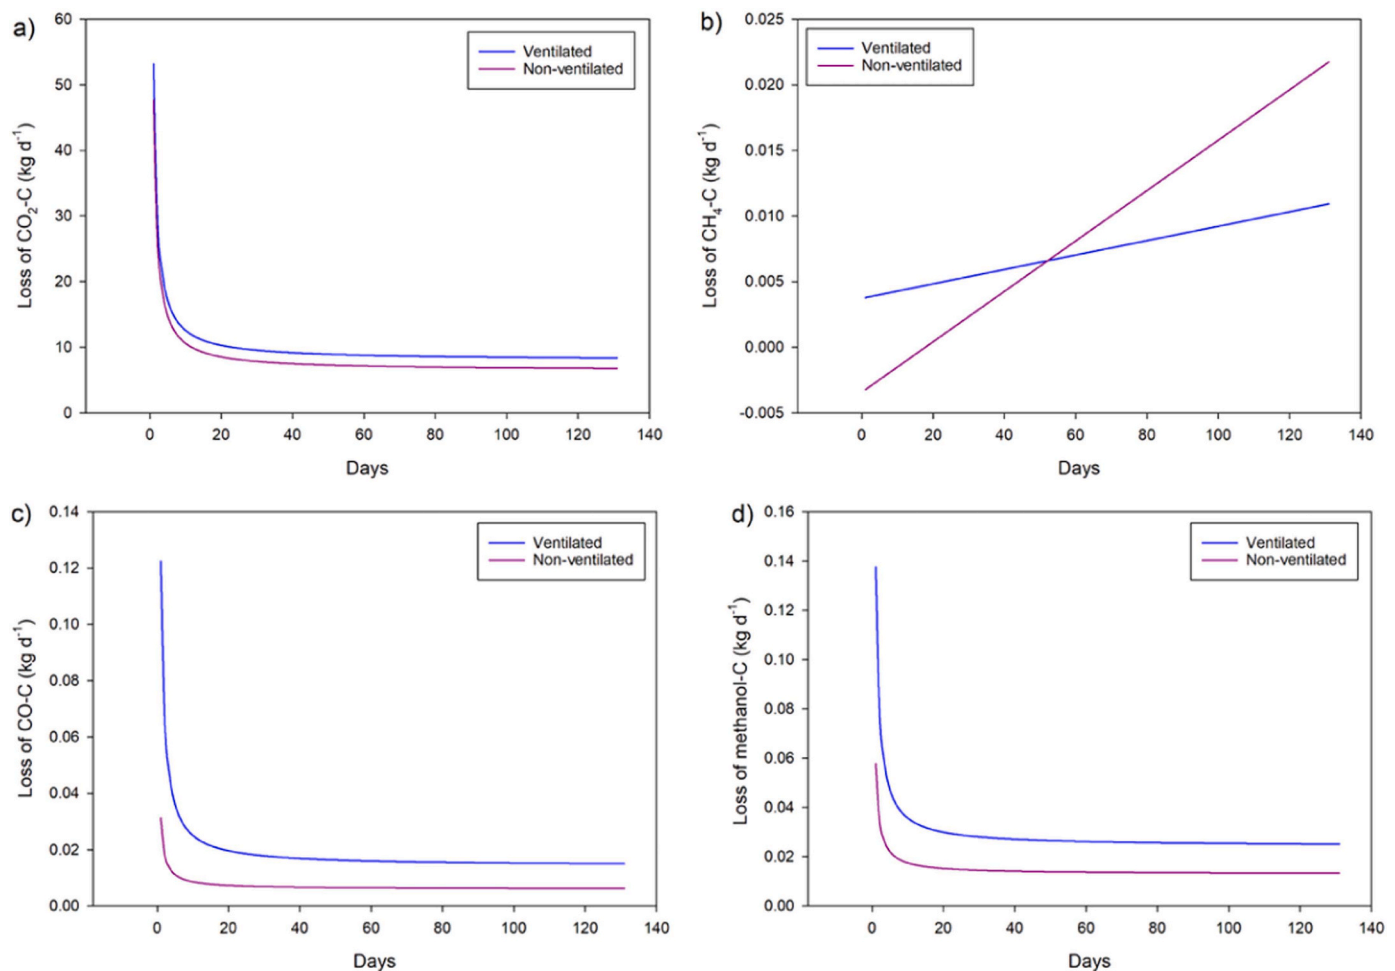 a)
60
50
40
30
20
10
0
Loss of CO2-C (kg d-1)
Ventilated
Non-ventilated
0 20 40 60 80 100 120 140
Days
b)
0.025
0.020
0.015
0.010
0.005
0.000
-0.005
Loss of CH4-C (kg d-1)
Ventilated
Non-ventilated
0 20 40 60 80 100 120 140
Days
c)
0.14
0.12
0.10
0.08
0.06
0.04
0.02
0.00
Loss of CO-C (kg d-1)
Ventilated
Non-ventilated
0 20 40 60 80 100 120 140
Days
d)
0.16
0.14
0.12
0.10
0.08
0.06
0.04
0.02
0.00
Loss of methanol-C (kg d-1)
Ventilated
Non-ventilated
0 20 40 60 80 100 120 140
Days